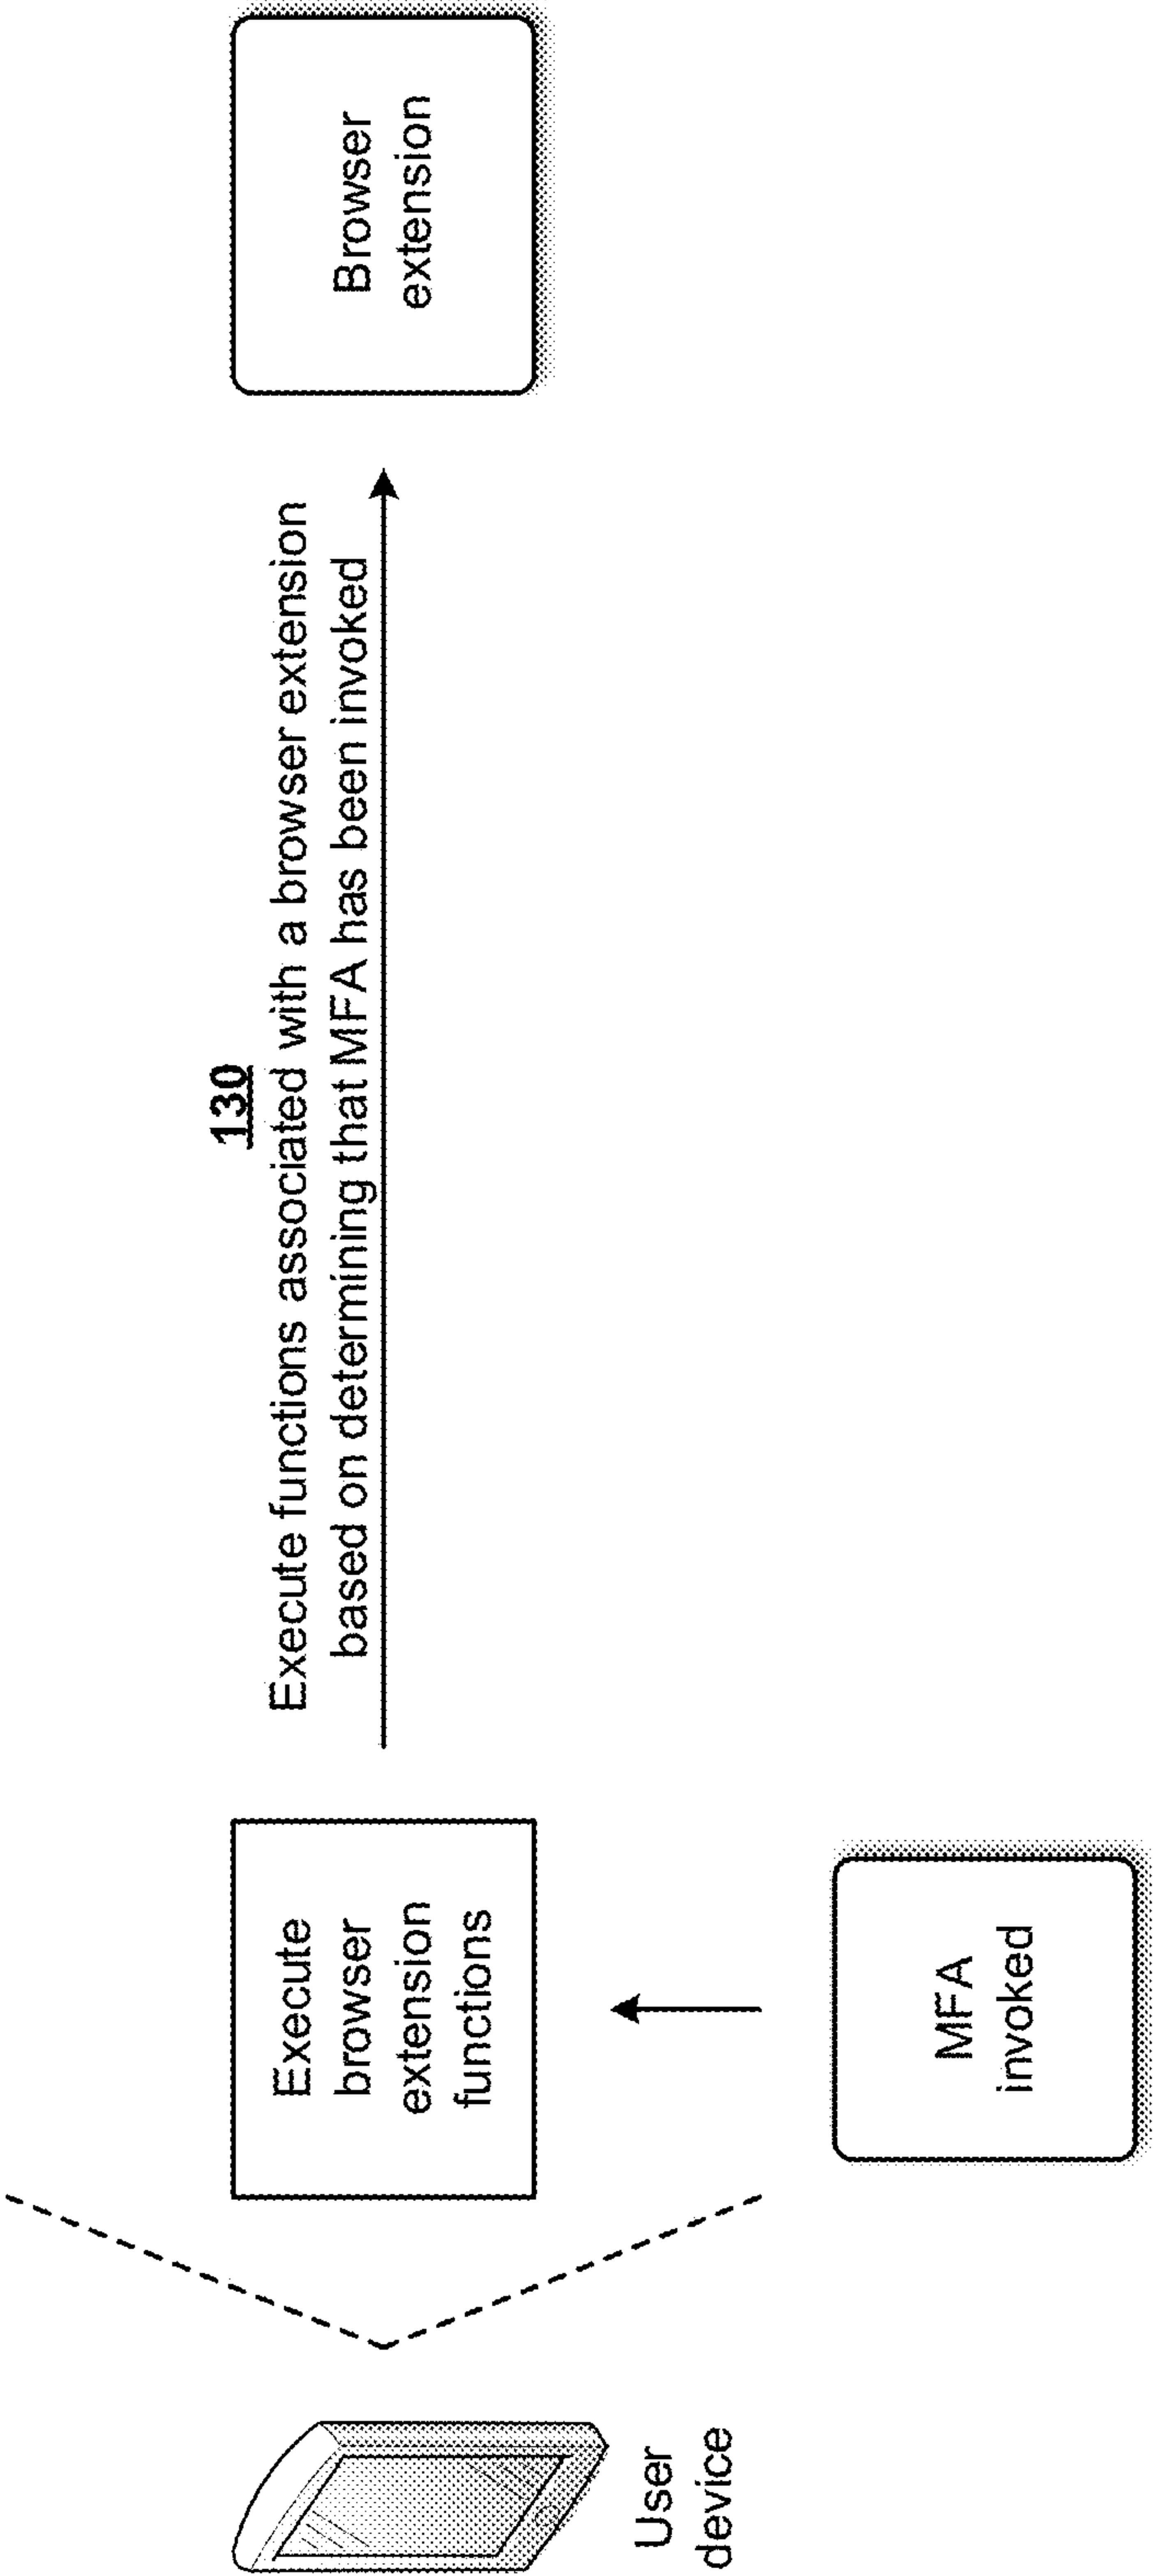 130
Execute functions associated with a browser extension
based on determining that MFA has been invoked
User
device
Execute
browser
extension
functions
Browser
extension
MFA
invoked